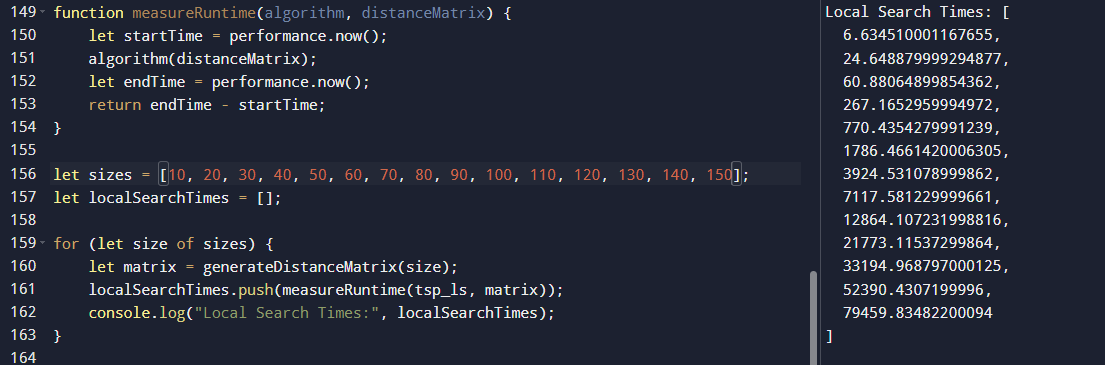 149 function measureRuntime(algorithm, distanceMatrix) {
150 let startTime = performance.now();
151 algorithm(distanceMatrix);
152 let endTime = performance.now();
153 return endTime - startTime;
154 }
155
156 let sizes = [10, 20, 30, 40, 50, 60, 70, 80, 90, 100, 110, 120, 130, 140, 150];
157 let localSearchTimes = [];
158
159 for (let size of sizes) {
160 let matrix = generateDistanceMatrix(size);
161 localSearchTimes.push(measureRuntime(tsp_ls, matrix));
162 console.log("Local Search Times:", localSearchTimes);
163 }
164
Local Search Times: [
6.634510001167655,
24.648879999294877,
60.88064899854362,
267.1652959994972,
770.4354279991239,
1786.4661420006305,
3924.531078999862,
7117.581229999661,
12864.107231998816,
21773.11537299864,
33194.968797000125,
52390.4307199996,
79459.83482200094
]